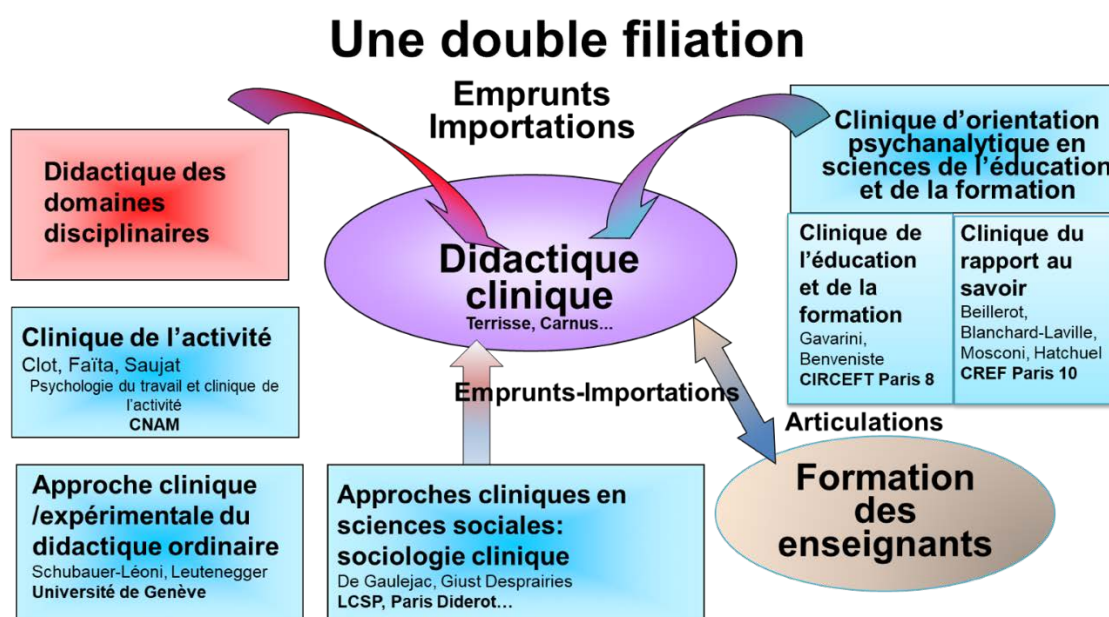 Une double filiation
Emprunts
Importations
Didactique des
domaines
disciplinaires
Clinique d'orientation
psychanalytique en
sciences de l'éducation
et de la formation
Didactique
clinique
Terrisse, Carnus...
Clinique de
l'éducation
et de la
formation
Gavarini,
Benveniste
CIRCEFT Paris 8
Clinique du
rapport au
savoir
Beillerot,
Blanchard-Laville,
Mosconi, Hatchuel
CREF Paris 10
Clinique de l'activité
Clot, Faïta, Saujat
Psychologie du travail et clinique de
l'activité
CNAM
Emprunts-Importations
Articulations
Formation
des
enseignants
Approche clinique
/expérimentale du
didactique ordinaire
Schubauer-Léoni, Leutenegger
Université de Genève
Approches cliniques en
sciences sociales:
sociologie clinique
De Gaulejac, Giust Desprairies
LCSP, Paris Diderot...